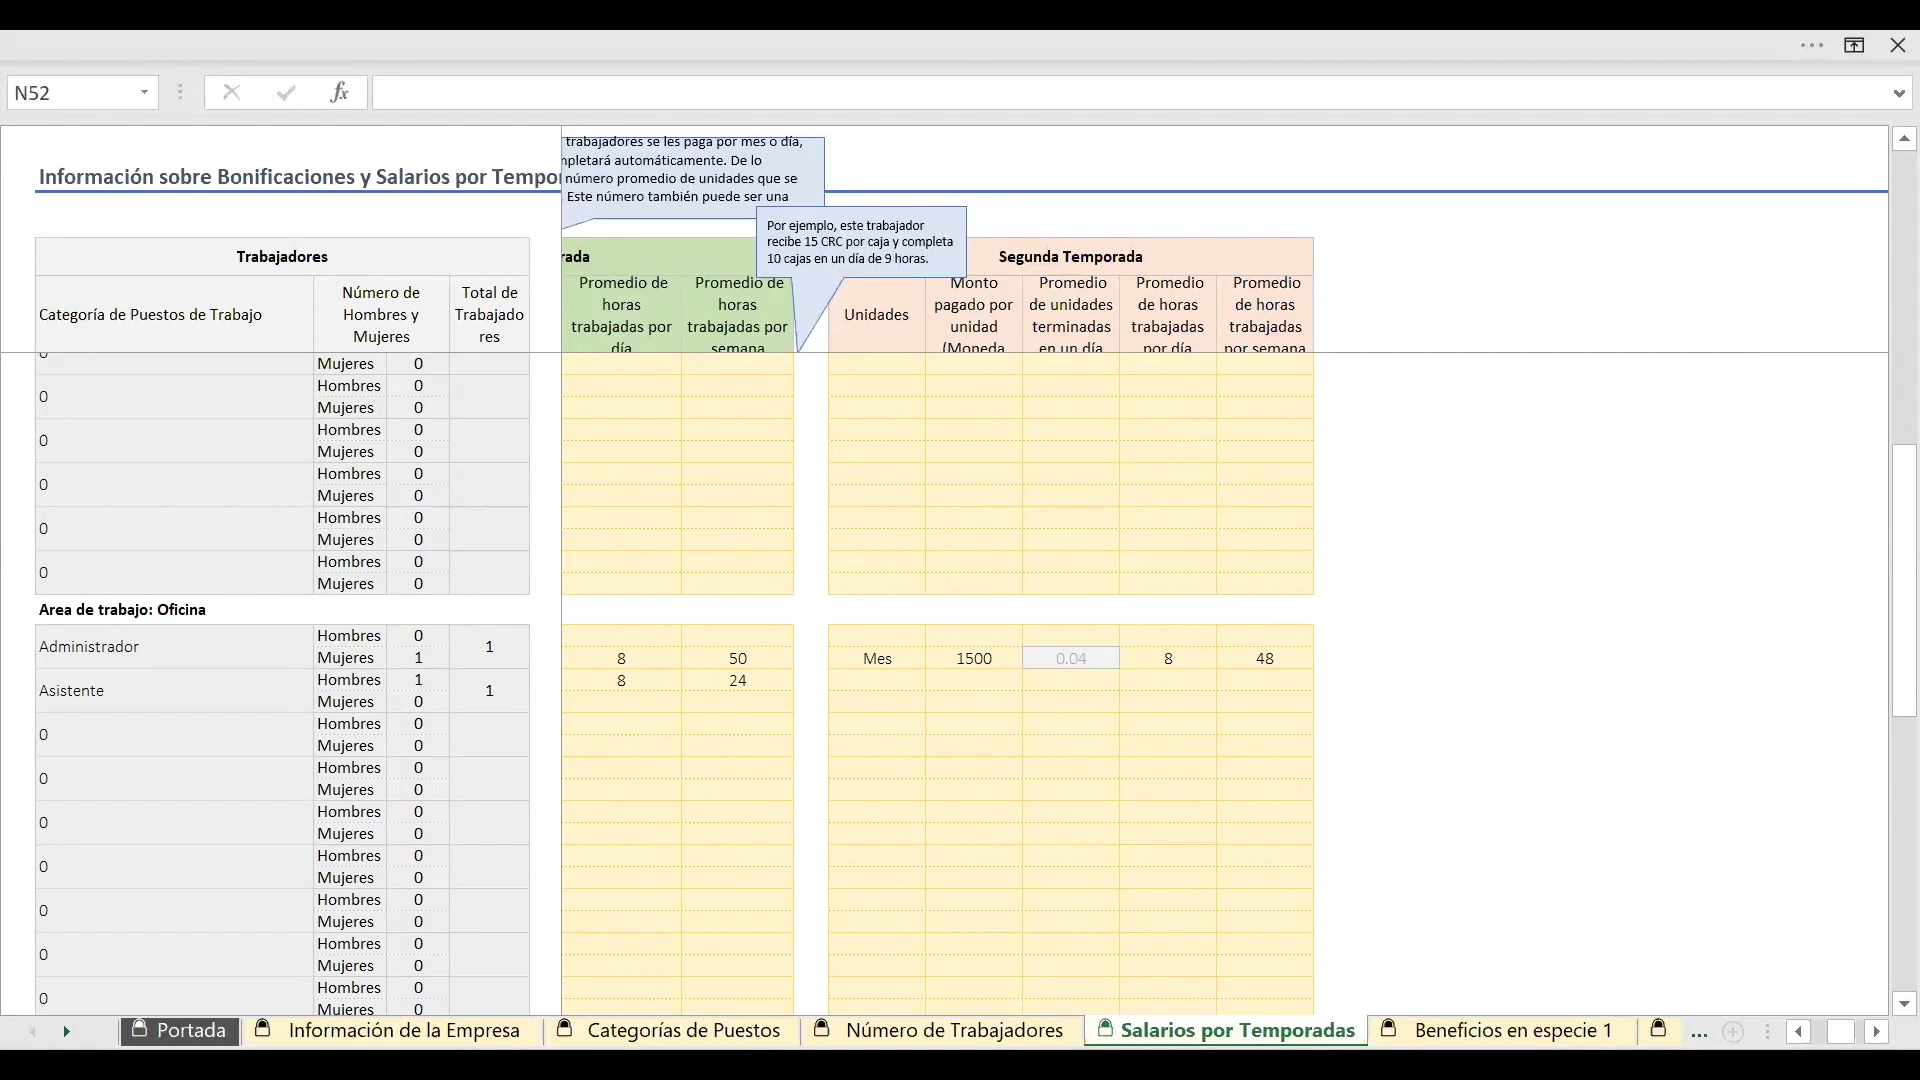 N52
fx
trabajadores se les paga por mes o día,
mpletará automáticamente. De lo
número promedio de unidades que se
. Este número también puede ser una
Información sobre Bonificaciones y Salarios por Tempo
Por ejemplo, este trabajador
recibe 15 CRC por caja y completa
10 cajas en un día de 9 horas.
Trabajadores
rada
Segunda Temporada
Categoría de Puestos de Trabajo
Número de
Hombres y
Mujeres
Total de
Trabajado
res
Promedio de
horas
trabajadas por
día
Promedio de
horas
trabajadas por
semana
Unidades
Monto
pagado por
unidad
(Moneda
Promedio
de unidades
terminadas
en un día
Promedio
de horas
trabajadas
por día
Promedio
de horas
trabajadas
por semana
0
Mujeres 0
0
Hombres 0
Mujeres 0
0
Hombres 0
Mujeres 0
0
Hombres 0
Mujeres 0
0
Hombres 0
Mujeres 0
0
Hombres 0
Mujeres 0
Area de trabajo: Oficina
Administrador
Hombres 0
1
Mujeres 1 8 50 Mes 1500 0.04 8 48
Asistente
Hombres 1 8 24
1
Mujeres 0
0
Hombres 0
Mujeres 0
0
Hombres 0
Mujeres 0
0
Hombres 0
Mujeres 0
0
Hombres 0
Mujeres 0
0
Hombres 0
Mujeres 0
0
Hombres 0
Mujeres 0
0
Hombres 0
Mujeres 0
Portada Información de la Empresa Categorías de Puestos Número de Trabajadores Salarios por Temporadas Beneficios en especie 1 ...